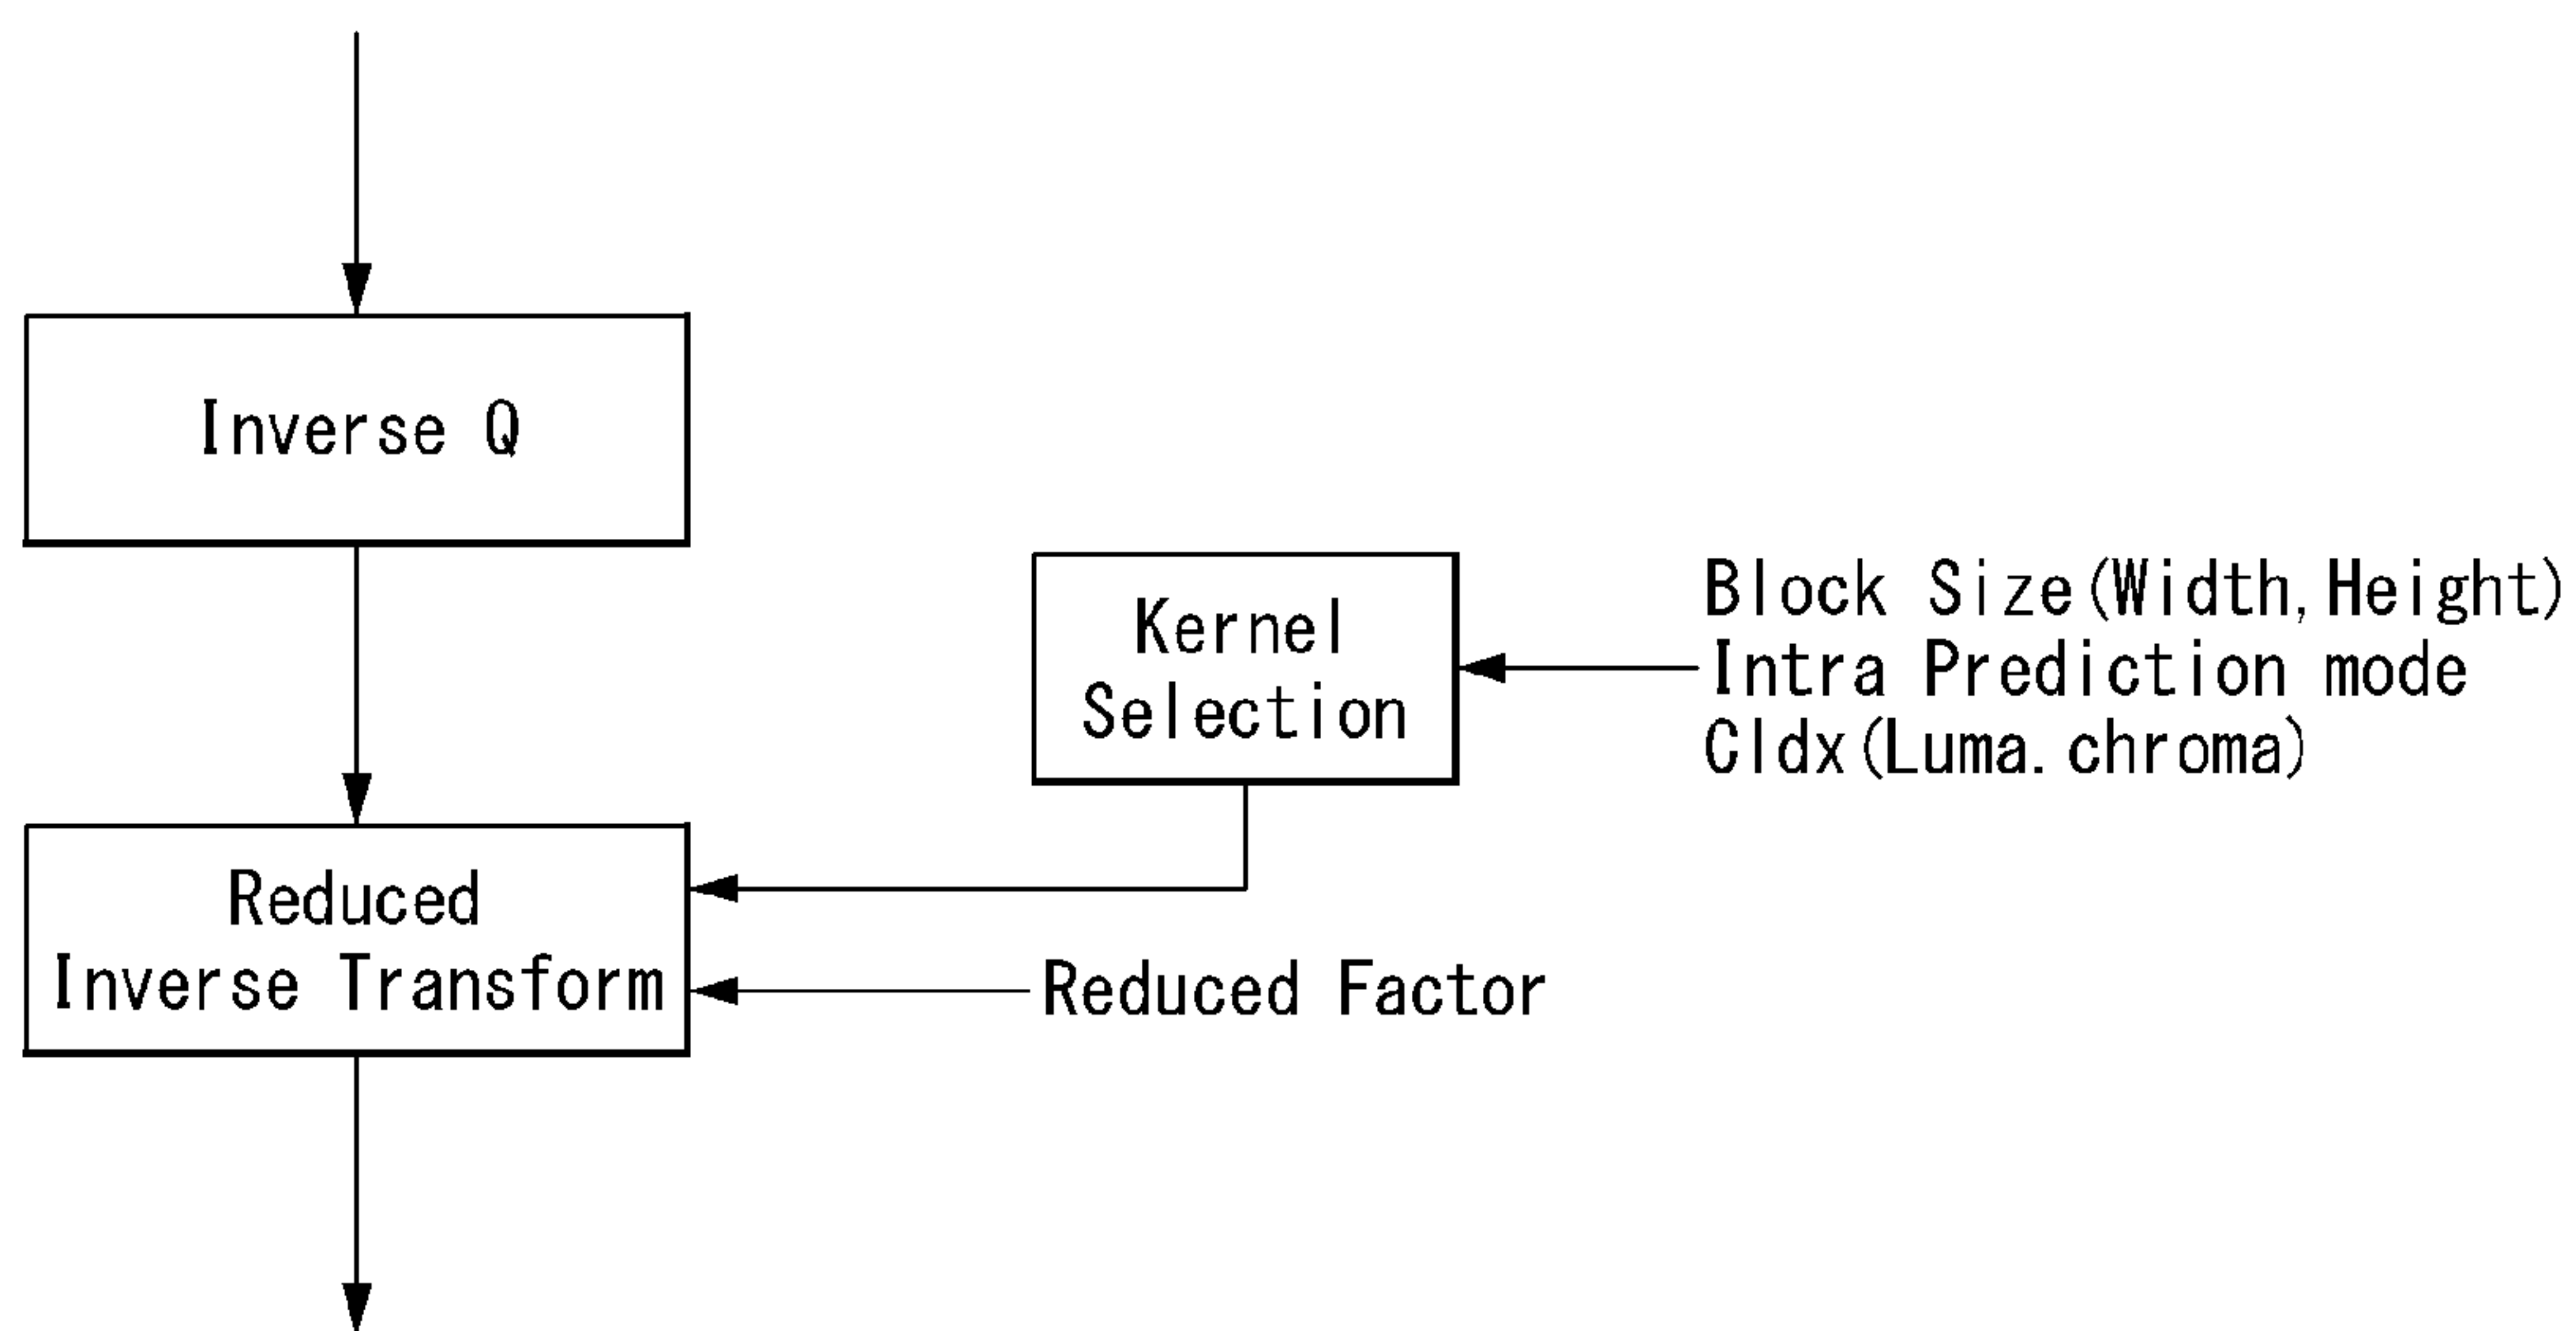 Inverse Q
Kernel
Selection
Block Size(Width, Height)
Intra Prediction mode
CIdx(Luma. chroma)
Reduced
Inverse Transform
Reduced Factor